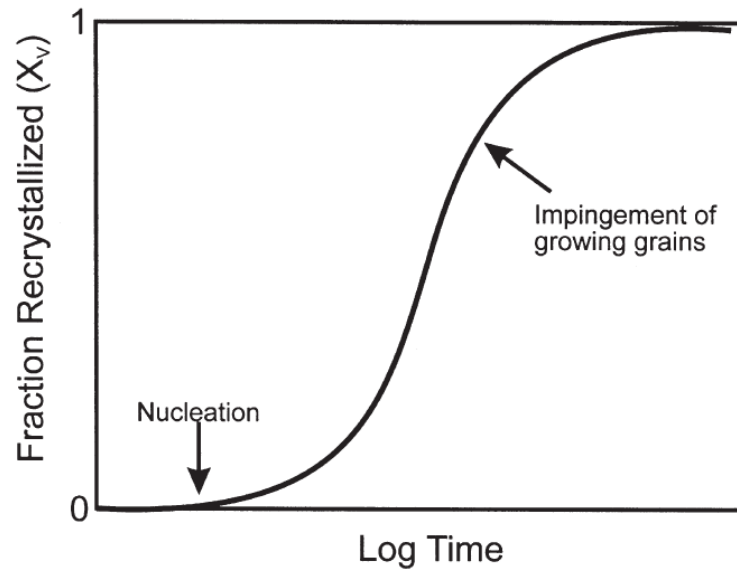 1
Fraction Recrystallized (Xᵥ)
Impingement of
growing grains
Nucleation
0
Log Time